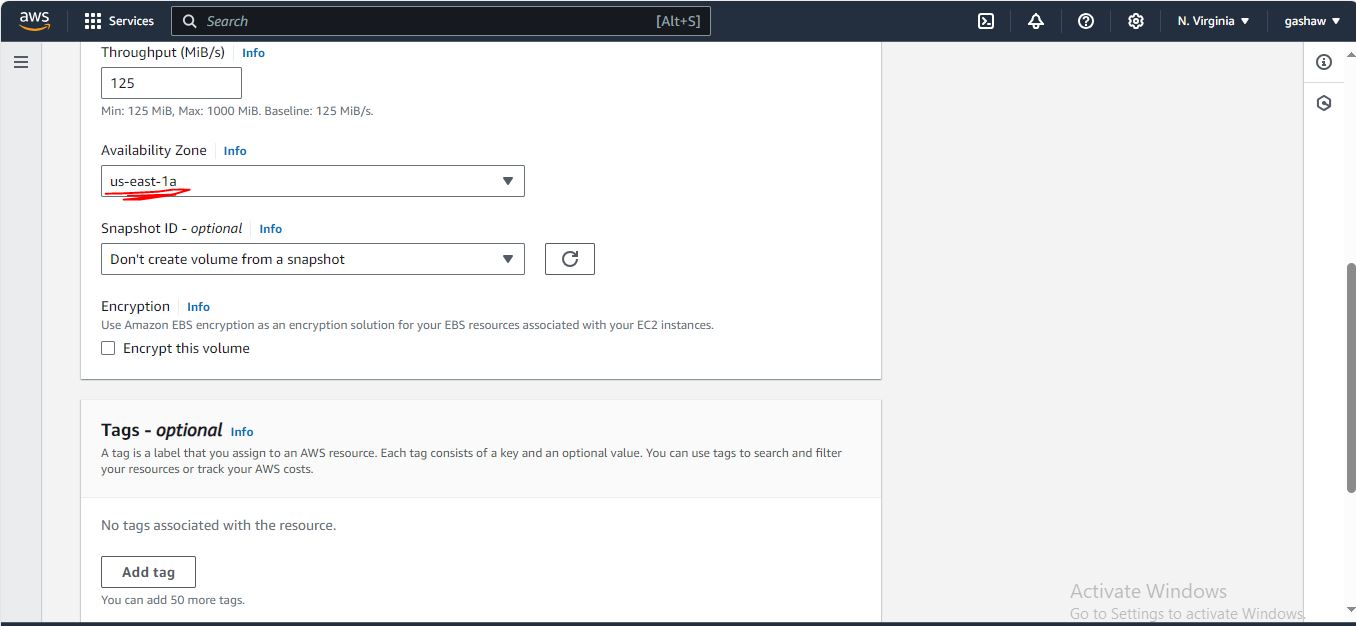 aws Services Search [Alt+S] N. Virginia gashaw
Throughput (MiB/s) Info
125
Min: 125 MiB, Max: 1000 MiB. Baseline: 125 MiB/s.
Availability Zone Info
us-east-1a
Snapshot ID - optional Info
Don't create volume from a snapshot
Encryption Info
Use Amazon EBS encryption as an encryption solution for your EBS resources associated with your EC2 instances.
Encrypt this volume
Tags - optional Info
A tag is a label that you assign to an AWS resource. Each tag consists of a key and an optional value. You can use tags to search and filter
your resources or track your AWS costs.
No tags associated with the resource.
Add tag
You can add 50 more tags.
Activate Windows
Go to Settings to activate Windows.